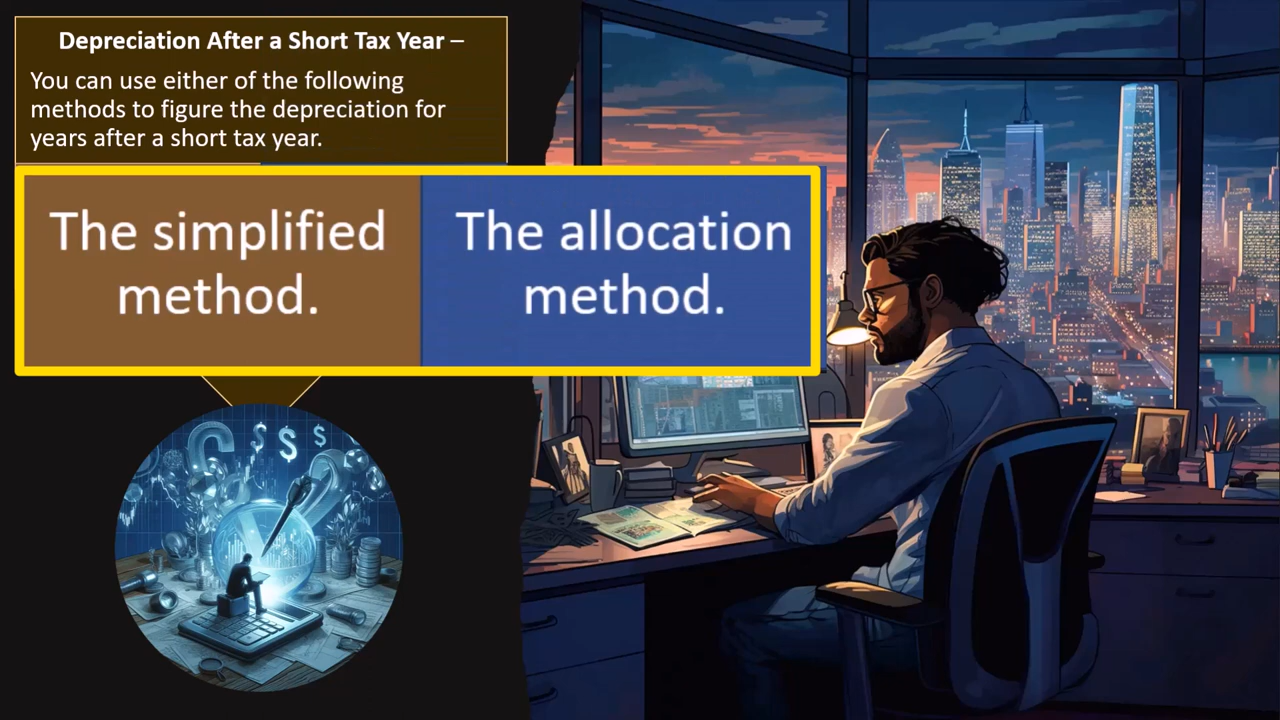 Depreciation After a Short Tax Year –
You can use either of the following
methods to figure the depreciation for
years after a short tax year.
The simplified
method.
The allocation
method.